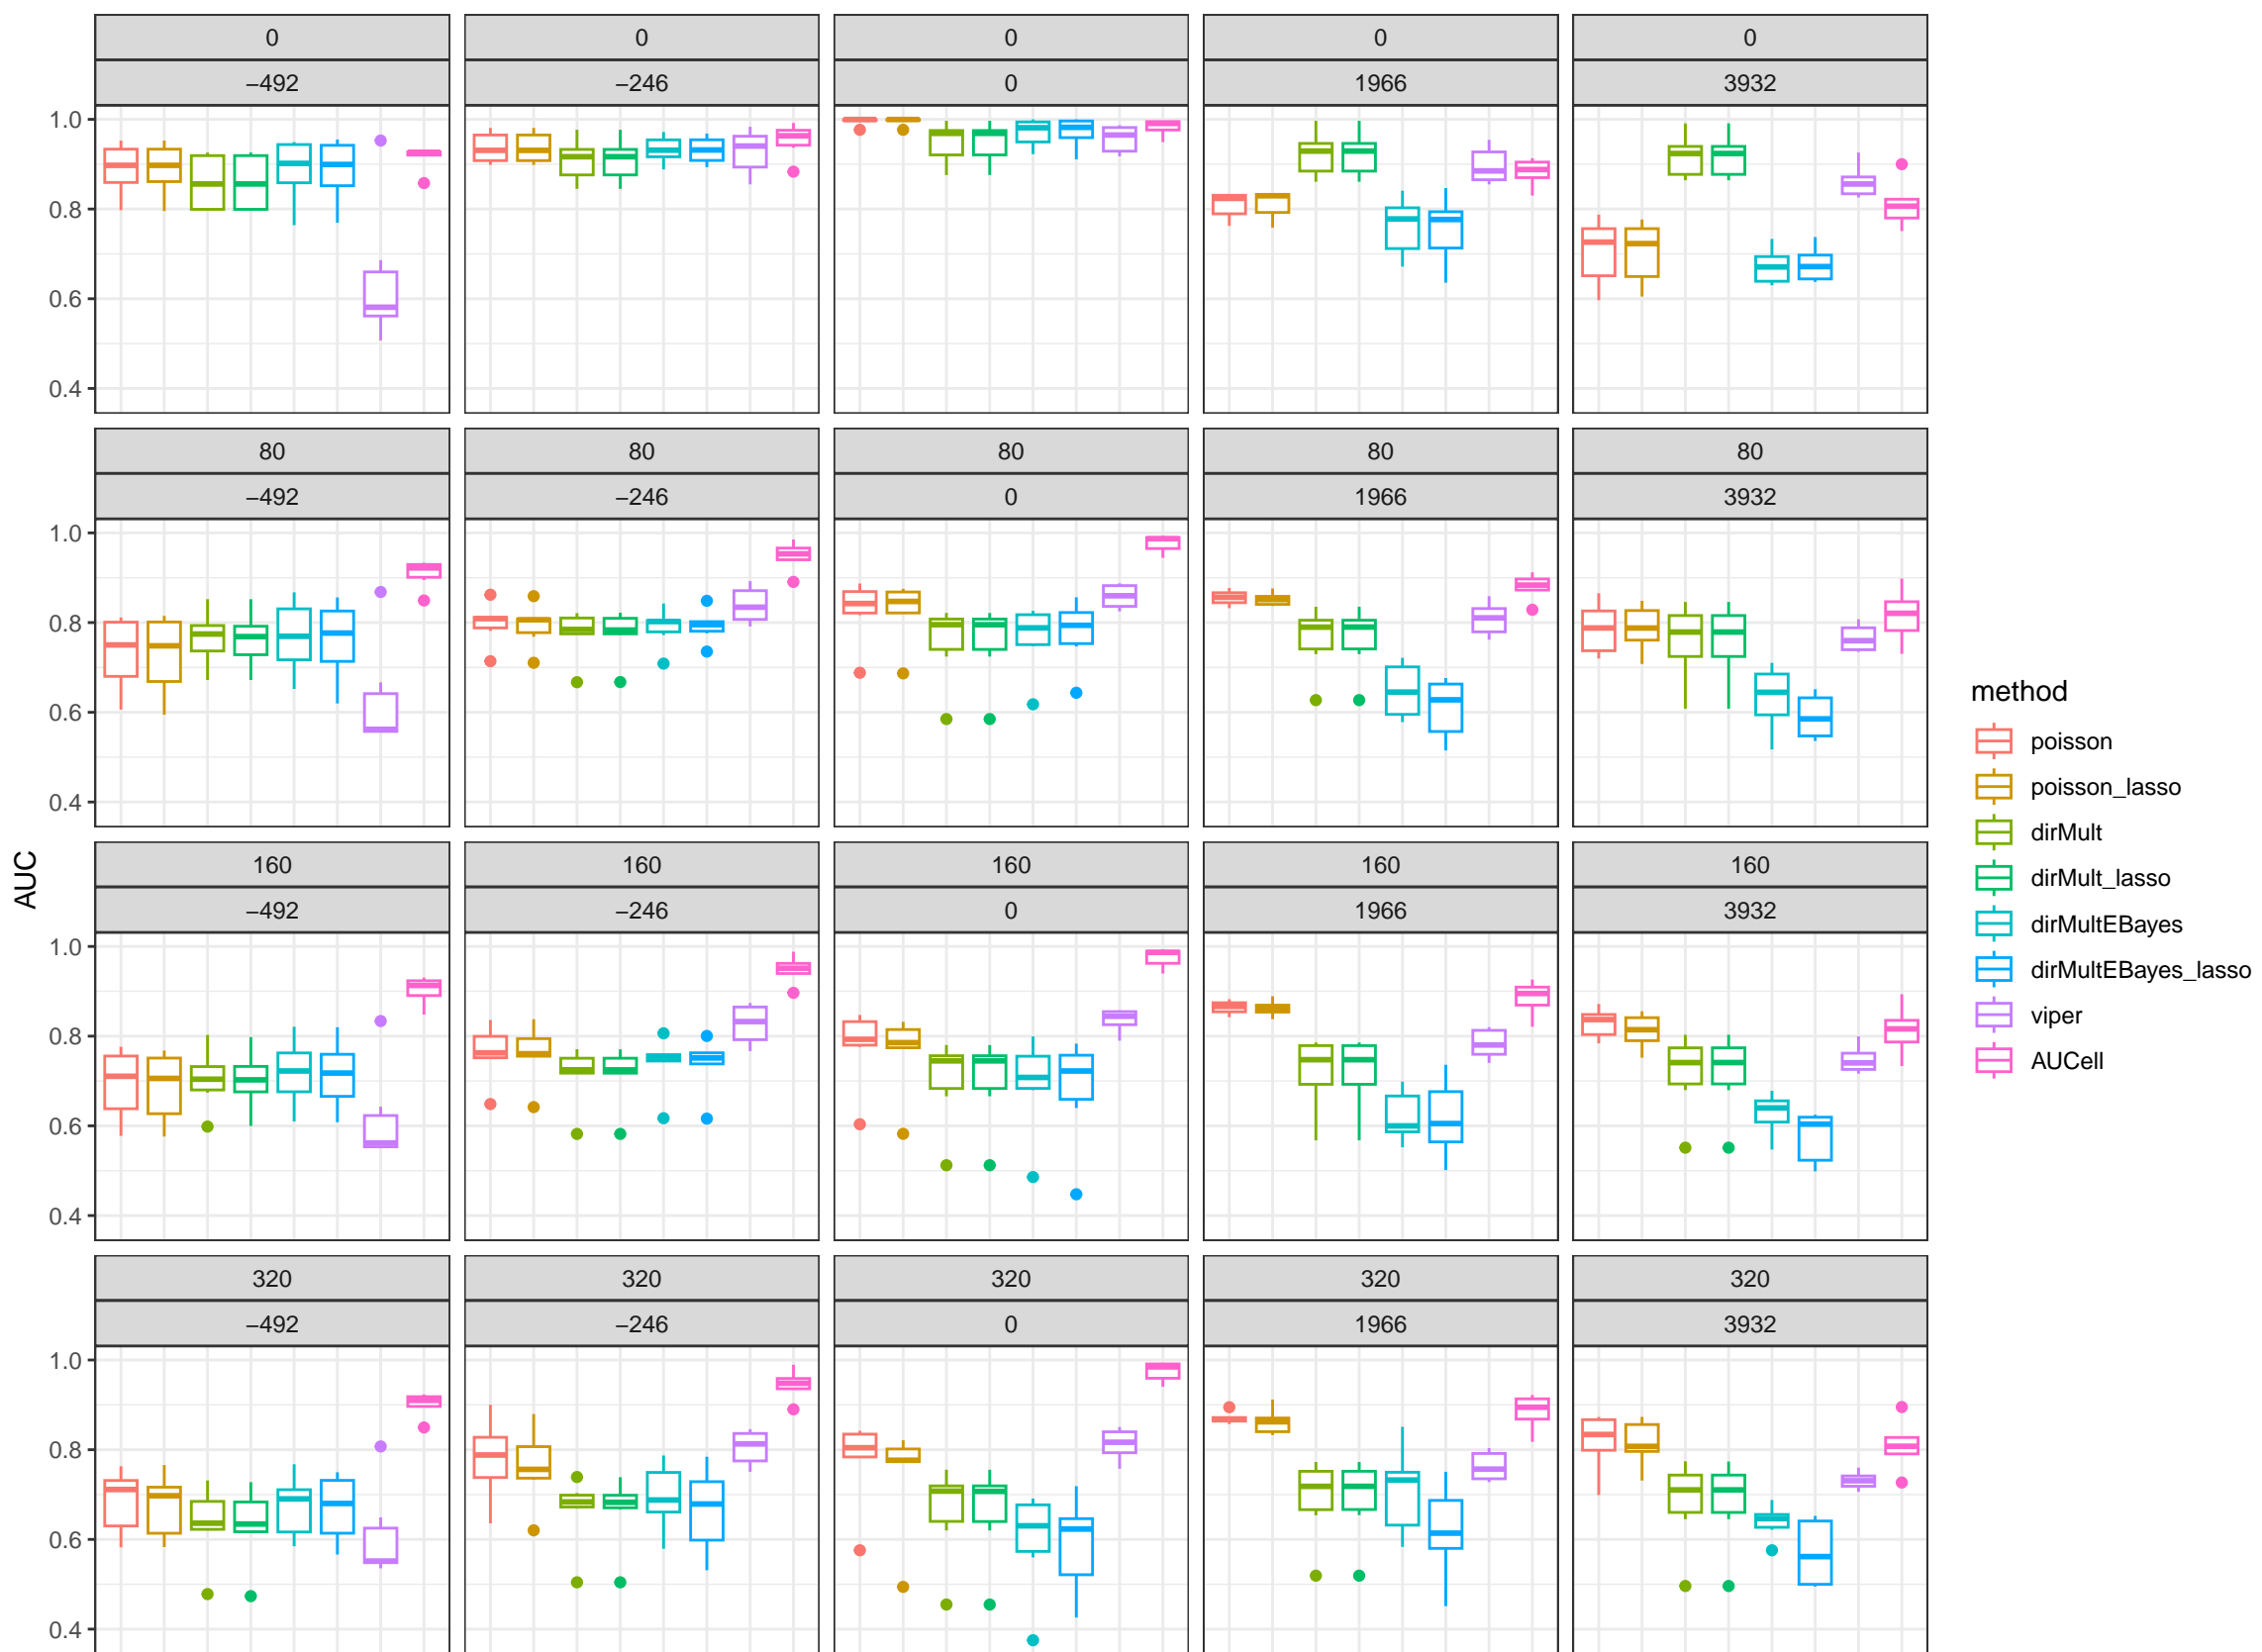 0 0 0 0 0
−492 −246 0 1966 3932
1.0
0.8
0.6
0.4
80 80 80 80 80
−492 −246 0 1966 3932
1.0
0.8
0.6
0.4
160 160 160 160 160
−492 −246 0 1966 3932
1.0
0.8
0.6
0.4
320 320 320 320 320
−492 −246 0 1966 3932
1.0
0.8
0.6
0.4
AUC
method
poisson
poisson_lasso
dirMult
dirMult_lasso
dirMultEBayes
dirMultEBayes_lasso
viper
AUCell